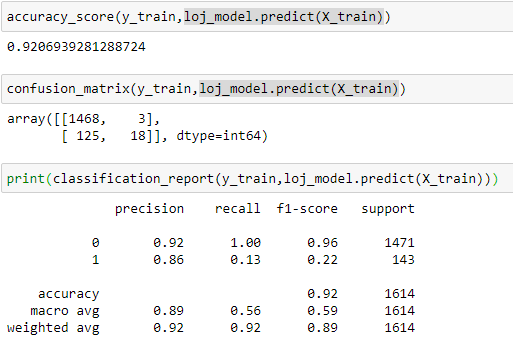 accuracy_score(y_train,loj_model.predict(X_train))
0.9206939281288724
confusion_matrix(y_train,loj_model.predict(X_train))
array([[1468,    3],
       [ 125,   18]], dtype=int64)
print(classification_report(y_train,loj_model.predict(X_train)))
              precision    recall  f1-score   support
           0       0.92      1.00      0.96      1471
           1       0.86      0.13      0.22       143
    accuracy                           0.92      1614
   macro avg       0.89      0.56      0.59      1614
weighted avg       0.92      0.92      0.89      1614